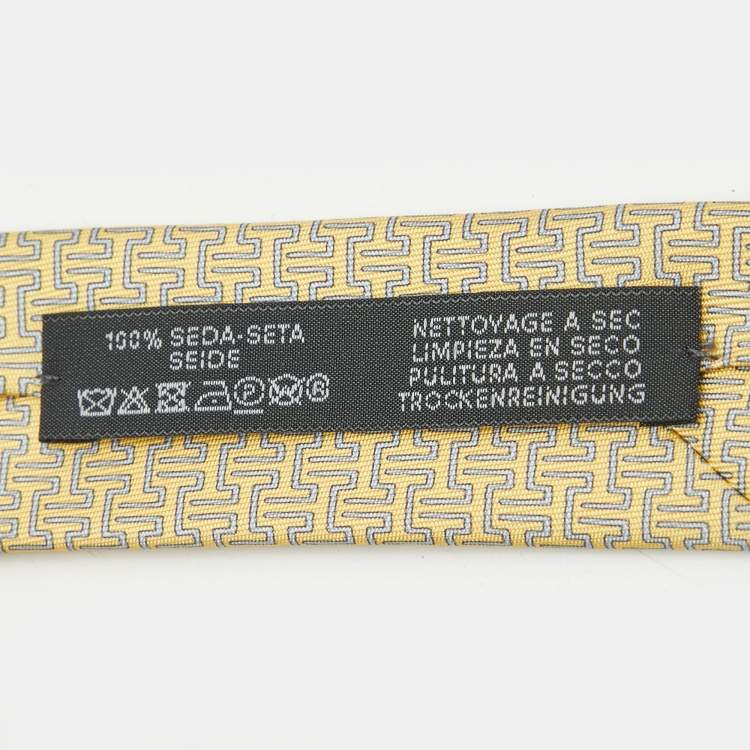 100% SEDA-SETA
SEIDE
NETTOYAGE A SEC
LIMPIEZA EN SECO
PULITURA A SECCO
TROCKENREINIGUNG